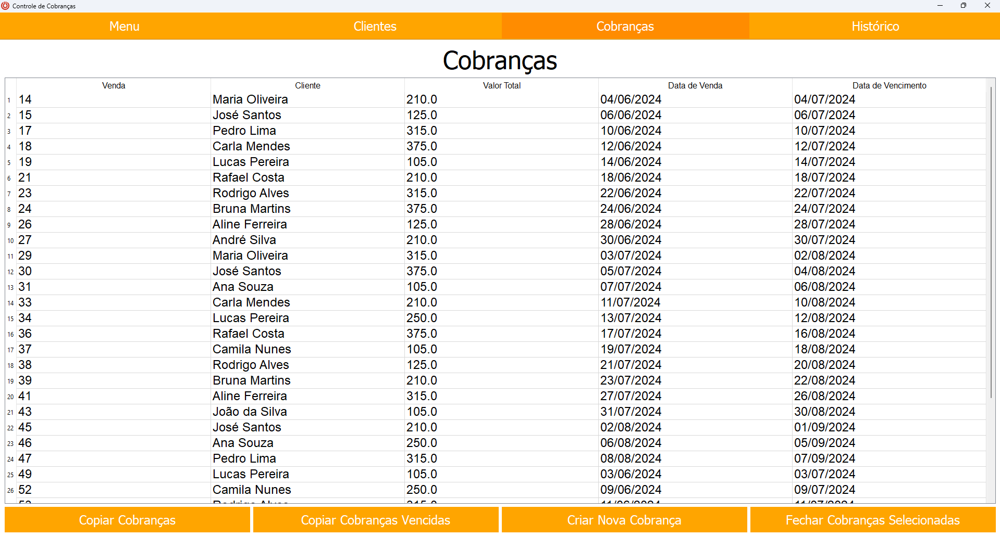 Controle de Cobranças
Menu Clientes Cobranças Histórico
Cobranças
Venda Cliente Valor Total Data de Venda Data de Vencimento
1 14 Maria Oliveira 210.0 04/06/2024 04/07/2024
2 15 José Santos 125.0 06/06/2024 06/07/2024
3 17 Pedro Lima 315.0 10/06/2024 10/07/2024
4 18 Carla Mendes 375.0 12/06/2024 12/07/2024
5 19 Lucas Pereira 105.0 14/06/2024 14/07/2024
6 21 Rafael Costa 210.0 18/06/2024 18/07/2024
7 23 Rodrigo Alves 315.0 22/06/2024 22/07/2024
8 24 Bruna Martins 375.0 24/06/2024 24/07/2024
9 26 Aline Ferreira 125.0 28/06/2024 28/07/2024
10 27 André Silva 210.0 30/06/2024 30/07/2024
11 29 Maria Oliveira 315.0 03/07/2024 02/08/2024
12 30 José Santos 375.0 05/07/2024 04/08/2024
13 31 Ana Souza 105.0 07/07/2024 06/08/2024
14 33 Carla Mendes 210.0 11/07/2024 10/08/2024
15 34 Lucas Pereira 250.0 13/07/2024 12/08/2024
16 36 Rafael Costa 375.0 17/07/2024 16/08/2024
17 37 Camila Nunes 105.0 19/07/2024 18/08/2024
18 38 Rodrigo Alves 125.0 21/07/2024 20/08/2024
19 39 Bruna Martins 210.0 23/07/2024 22/08/2024
20 41 Aline Ferreira 315.0 27/07/2024 26/08/2024
21 43 João da Silva 105.0 31/07/2024 30/08/2024
22 45 José Santos 210.0 02/08/2024 01/09/2024
23 46 Ana Souza 250.0 06/08/2024 05/09/2024
24 47 Pedro Lima 315.0 08/08/2024 07/09/2024
25 49 Lucas Pereira 105.0 03/06/2024 03/07/2024
26 52 Camila Nunes 250.0 09/06/2024 09/07/2024
Copiar Cobranças Copiar Cobranças Vencidas Criar Nova Cobrança Fechar Cobranças Selecionadas